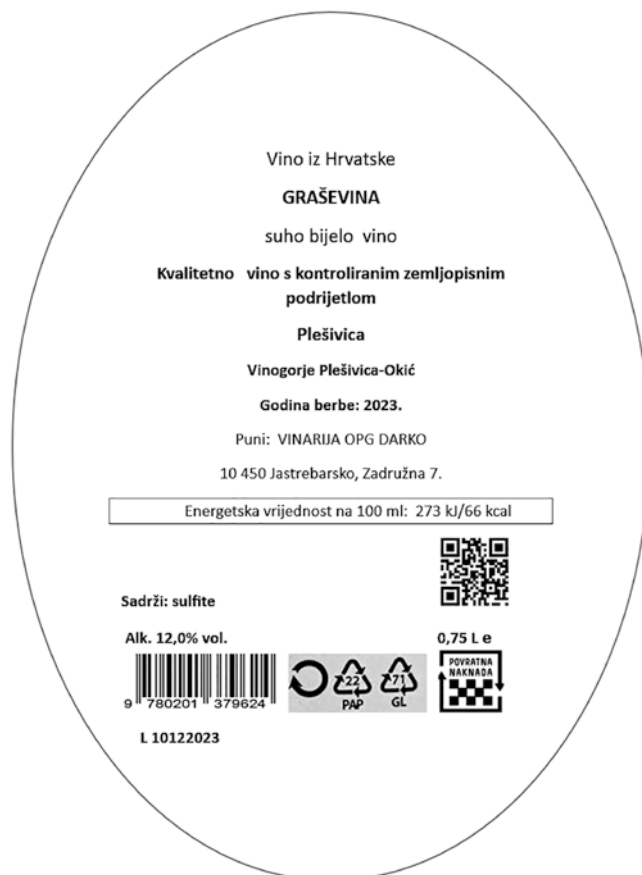 Vino iz Hrvatske
GRAŠEVINA
suho bijelo vino
Kvalitetno vino s kontroliranim zemljopisnim
podrijetlom
Plešivica
Vinogorje Plešivica-Okić
Godina berbe: 2023.
Puni: VINARIJA OPG DARKO
10 450 Jastrebarsko, Zadružna 7.
Energetska vrijednost na 100 ml: 273 kJ/66 kcal
Sadrži: sulfite
Alk. 12,0% vol.
0,75 L e
9 780201 379624
22
PAP
71
GL
POVRATNA
NAKNADA
L 10122023